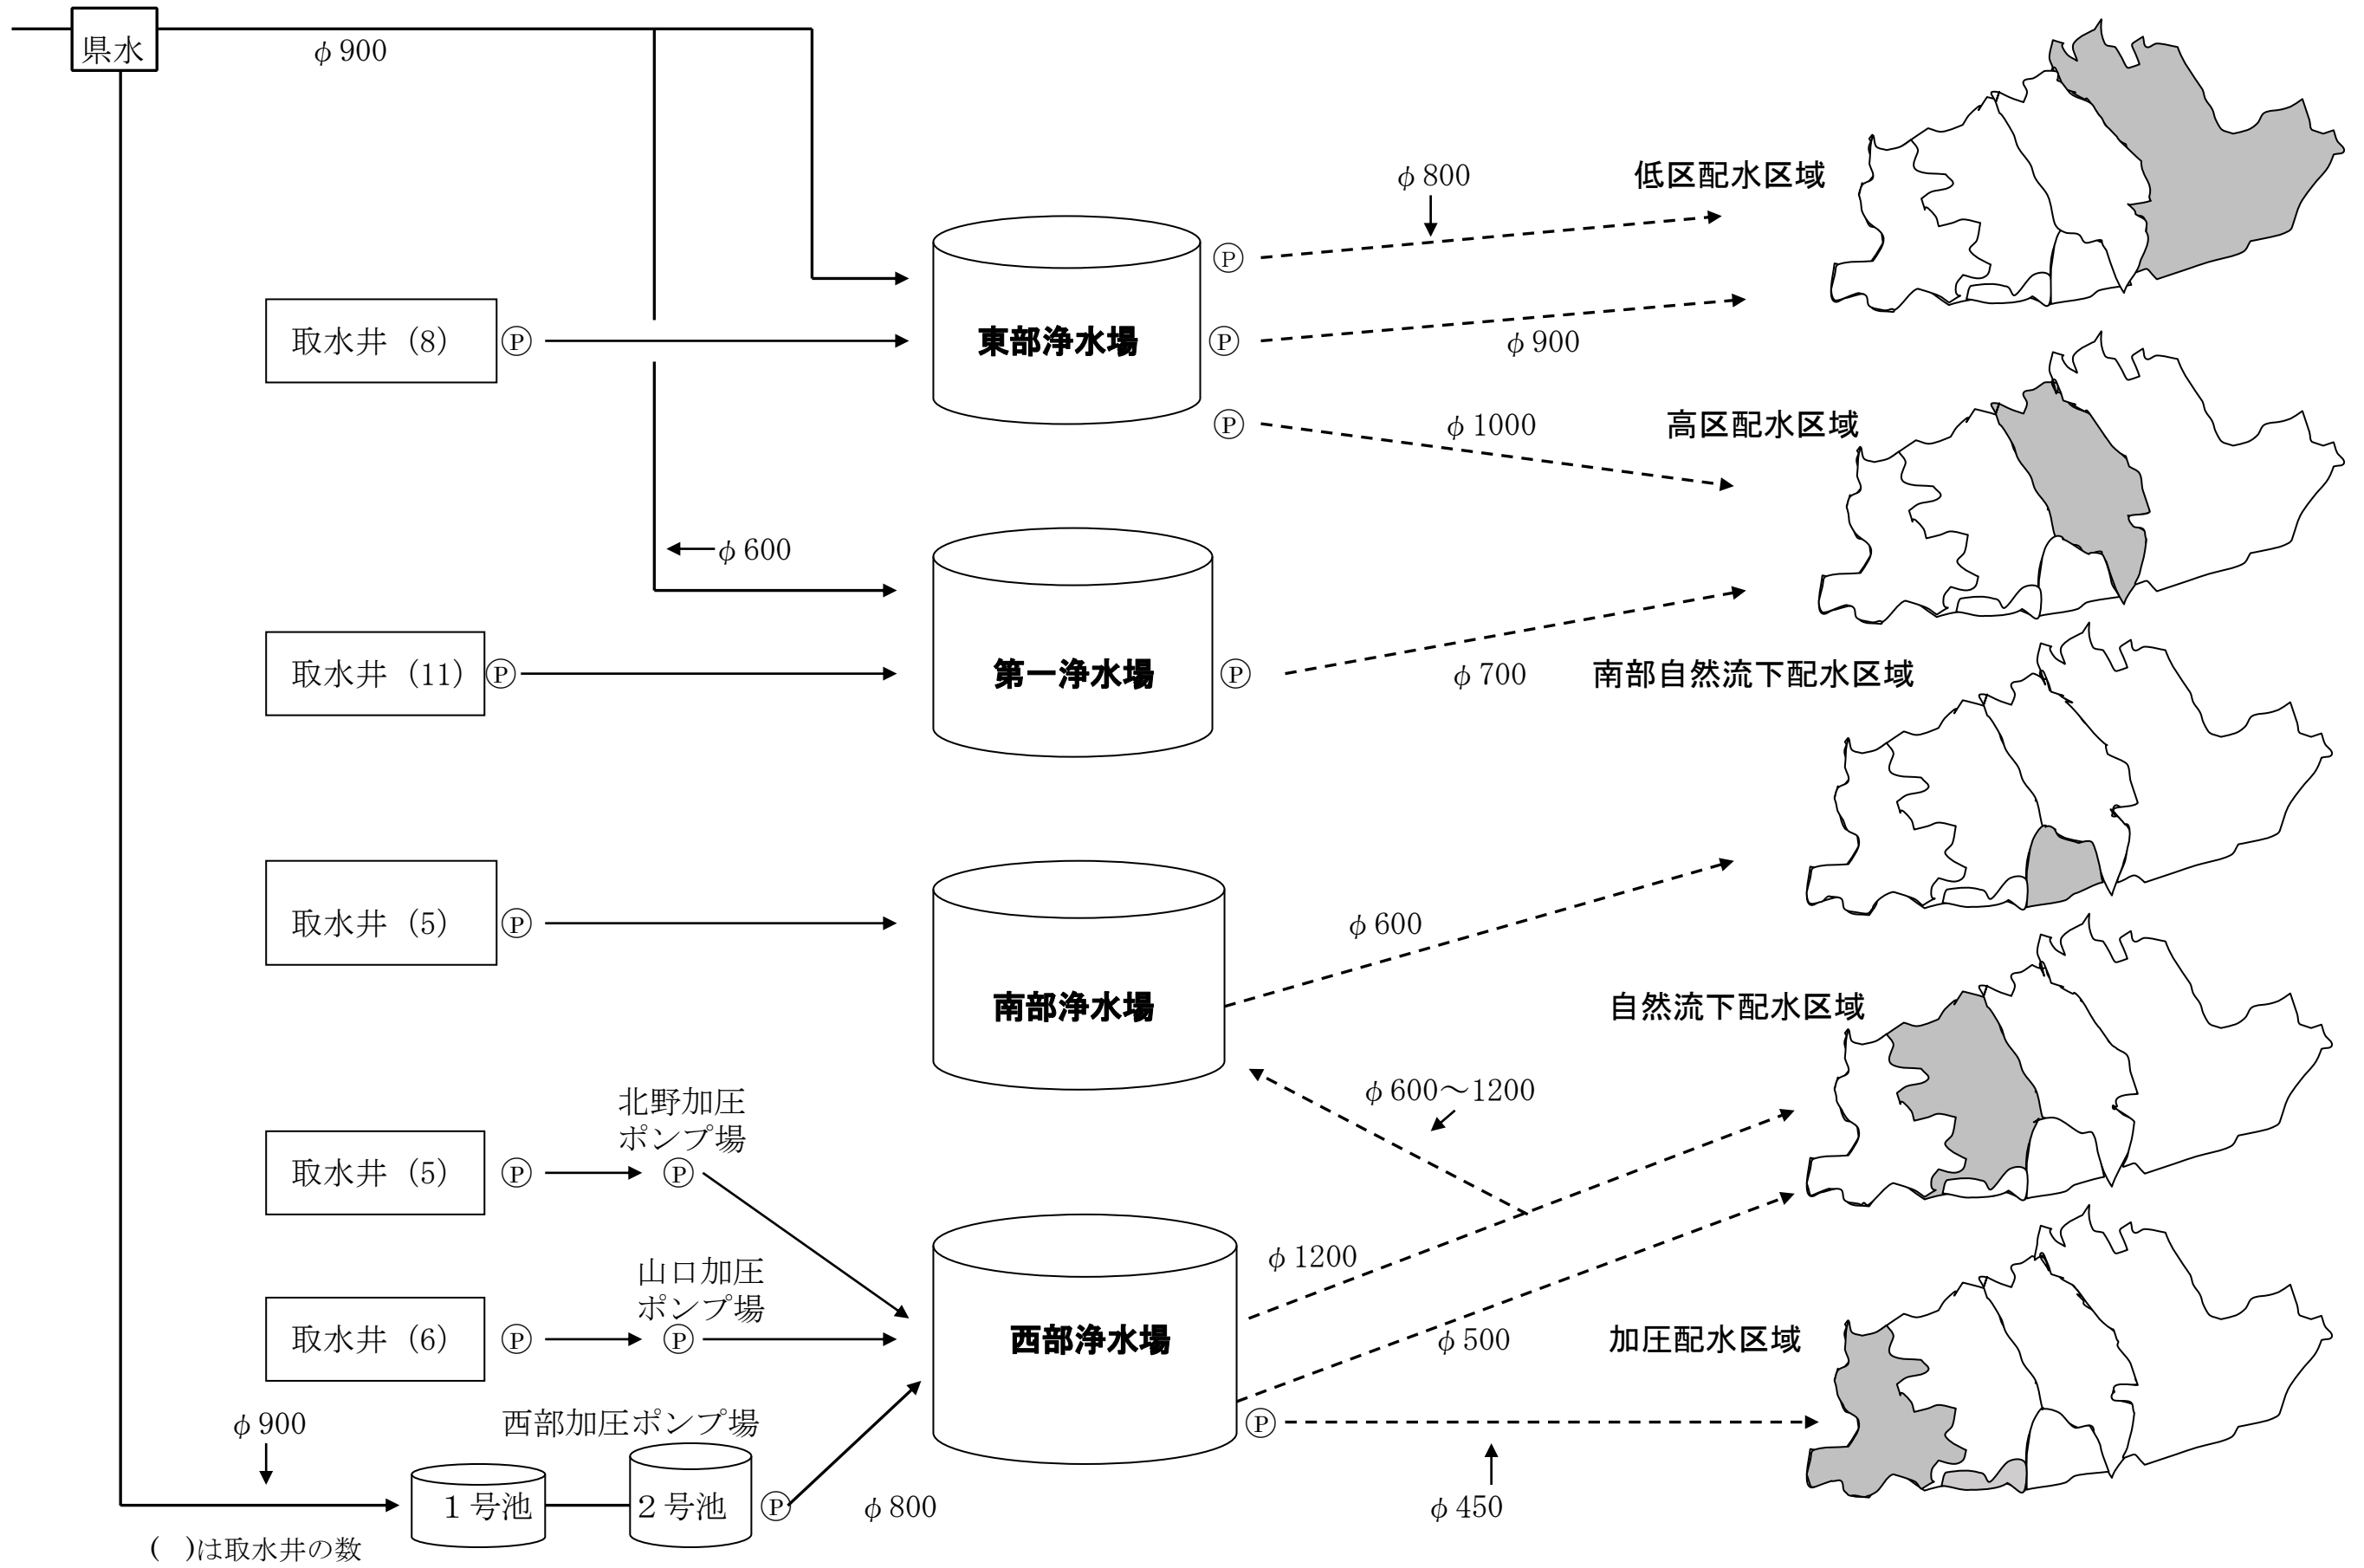 県水
φ900
φ800
低区配水区域
Ⓟ
取水井（8）
Ⓟ
東部浄水場
Ⓟ
φ900
Ⓟ
φ1000
高区配水区域
φ600
取水井（11）
Ⓟ
第一浄水場
Ⓟ
φ700
南部自然流下配水区域
取水井（5）
Ⓟ
φ600
南部浄水場
自然流下配水区域
φ600～1200
北野加圧
ポンプ場
取水井（5）
Ⓟ
Ⓟ
φ1200
山口加圧
ポンプ場
取水井（6）
Ⓟ
Ⓟ
西部浄水場
φ500
加圧配水区域
φ900
西部加圧ポンプ場
Ⓟ
１号池
２号池
Ⓟ
φ800
φ450
(　)は取水井の数